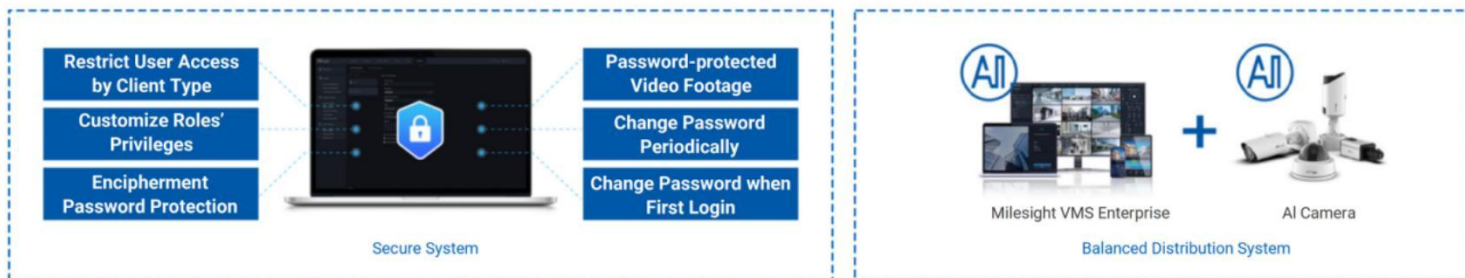 Restrict User Access
by Client Type
Customize Roles'
Privileges
Encipherment
Password Protection
Password-protected
Video Footage
Change Password
Periodically
Change Password when
First Login
Secure System
AI
AI
Milesight VMS Enterprise
AI Camera
Balanced Distribution System